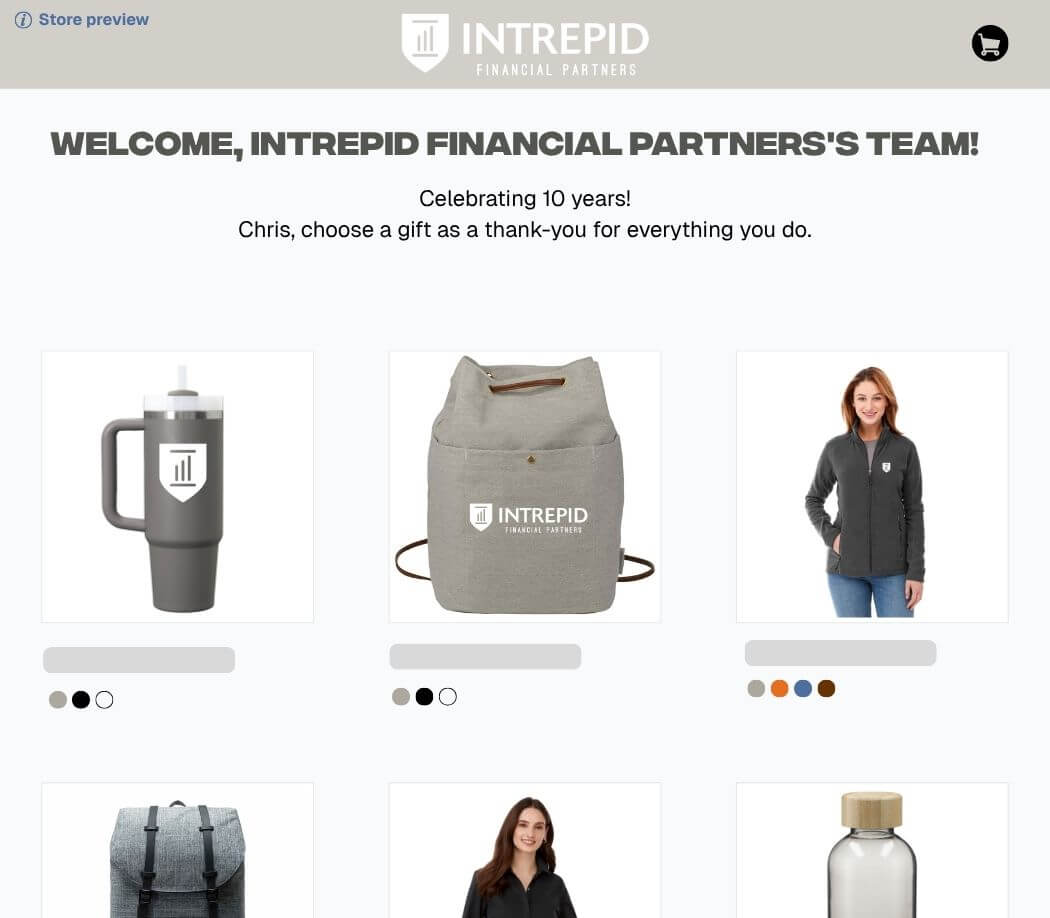 Store preview
INTREPID
FINANCIAL PARTNERS
WELCOME, INTREPID FINANCIAL PARTNERS'S TEAM!
Celebrating 10 years!
Chris, choose a gift as a thank-you for everything you do.
INTREPID
FINANCIAL PARTNERS